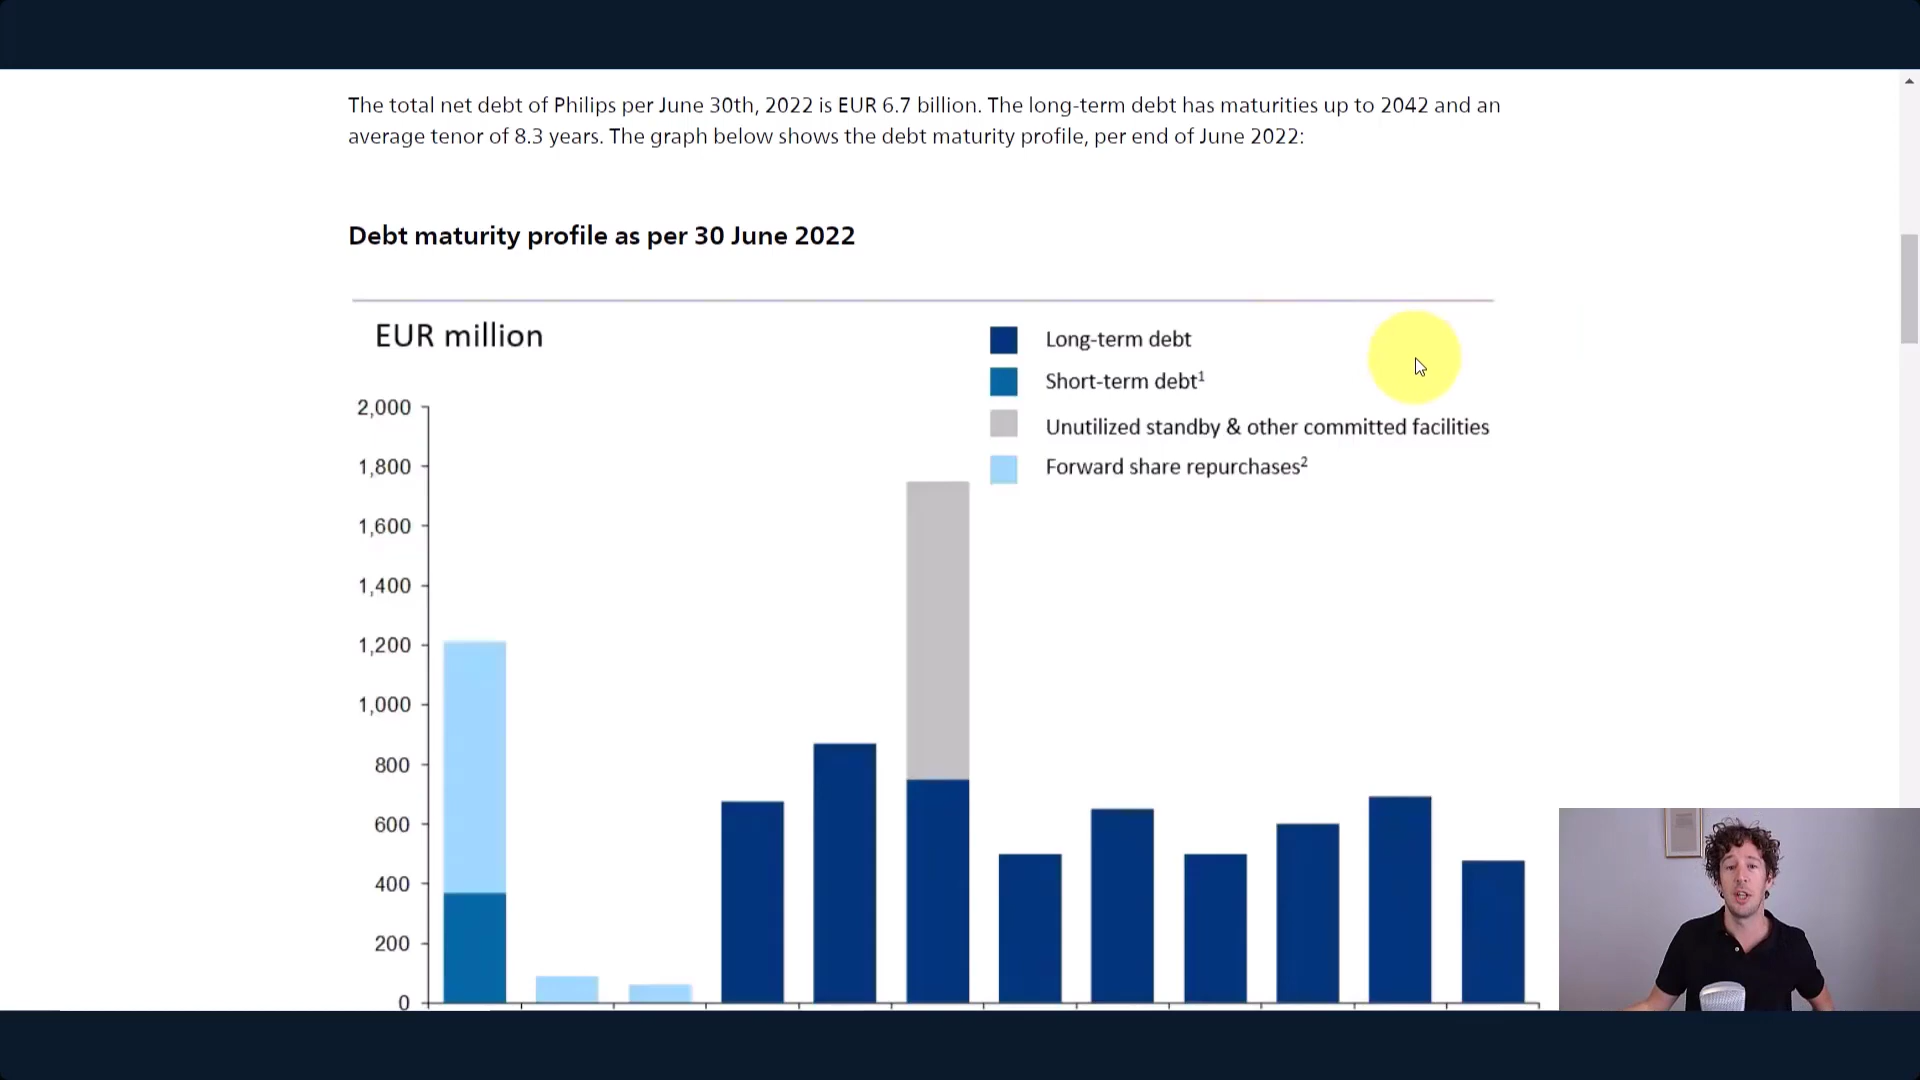 The total net debt of Philips per June 30th, 2022 is EUR 6.7 billion. The long-term debt has maturities up to 2042 and an
average tenor of 8.3 years. The graph below shows the debt maturity profile, per end of June 2022:
Debt maturity profile as per 30 June 2022
EUR million
Long-term debt
Short-term debt¹
Unutilized standby & other committed facilities
Forward share repurchases²
2,000
1,800
1,600
1,400
1,200
1,000
800
600
400
200
0